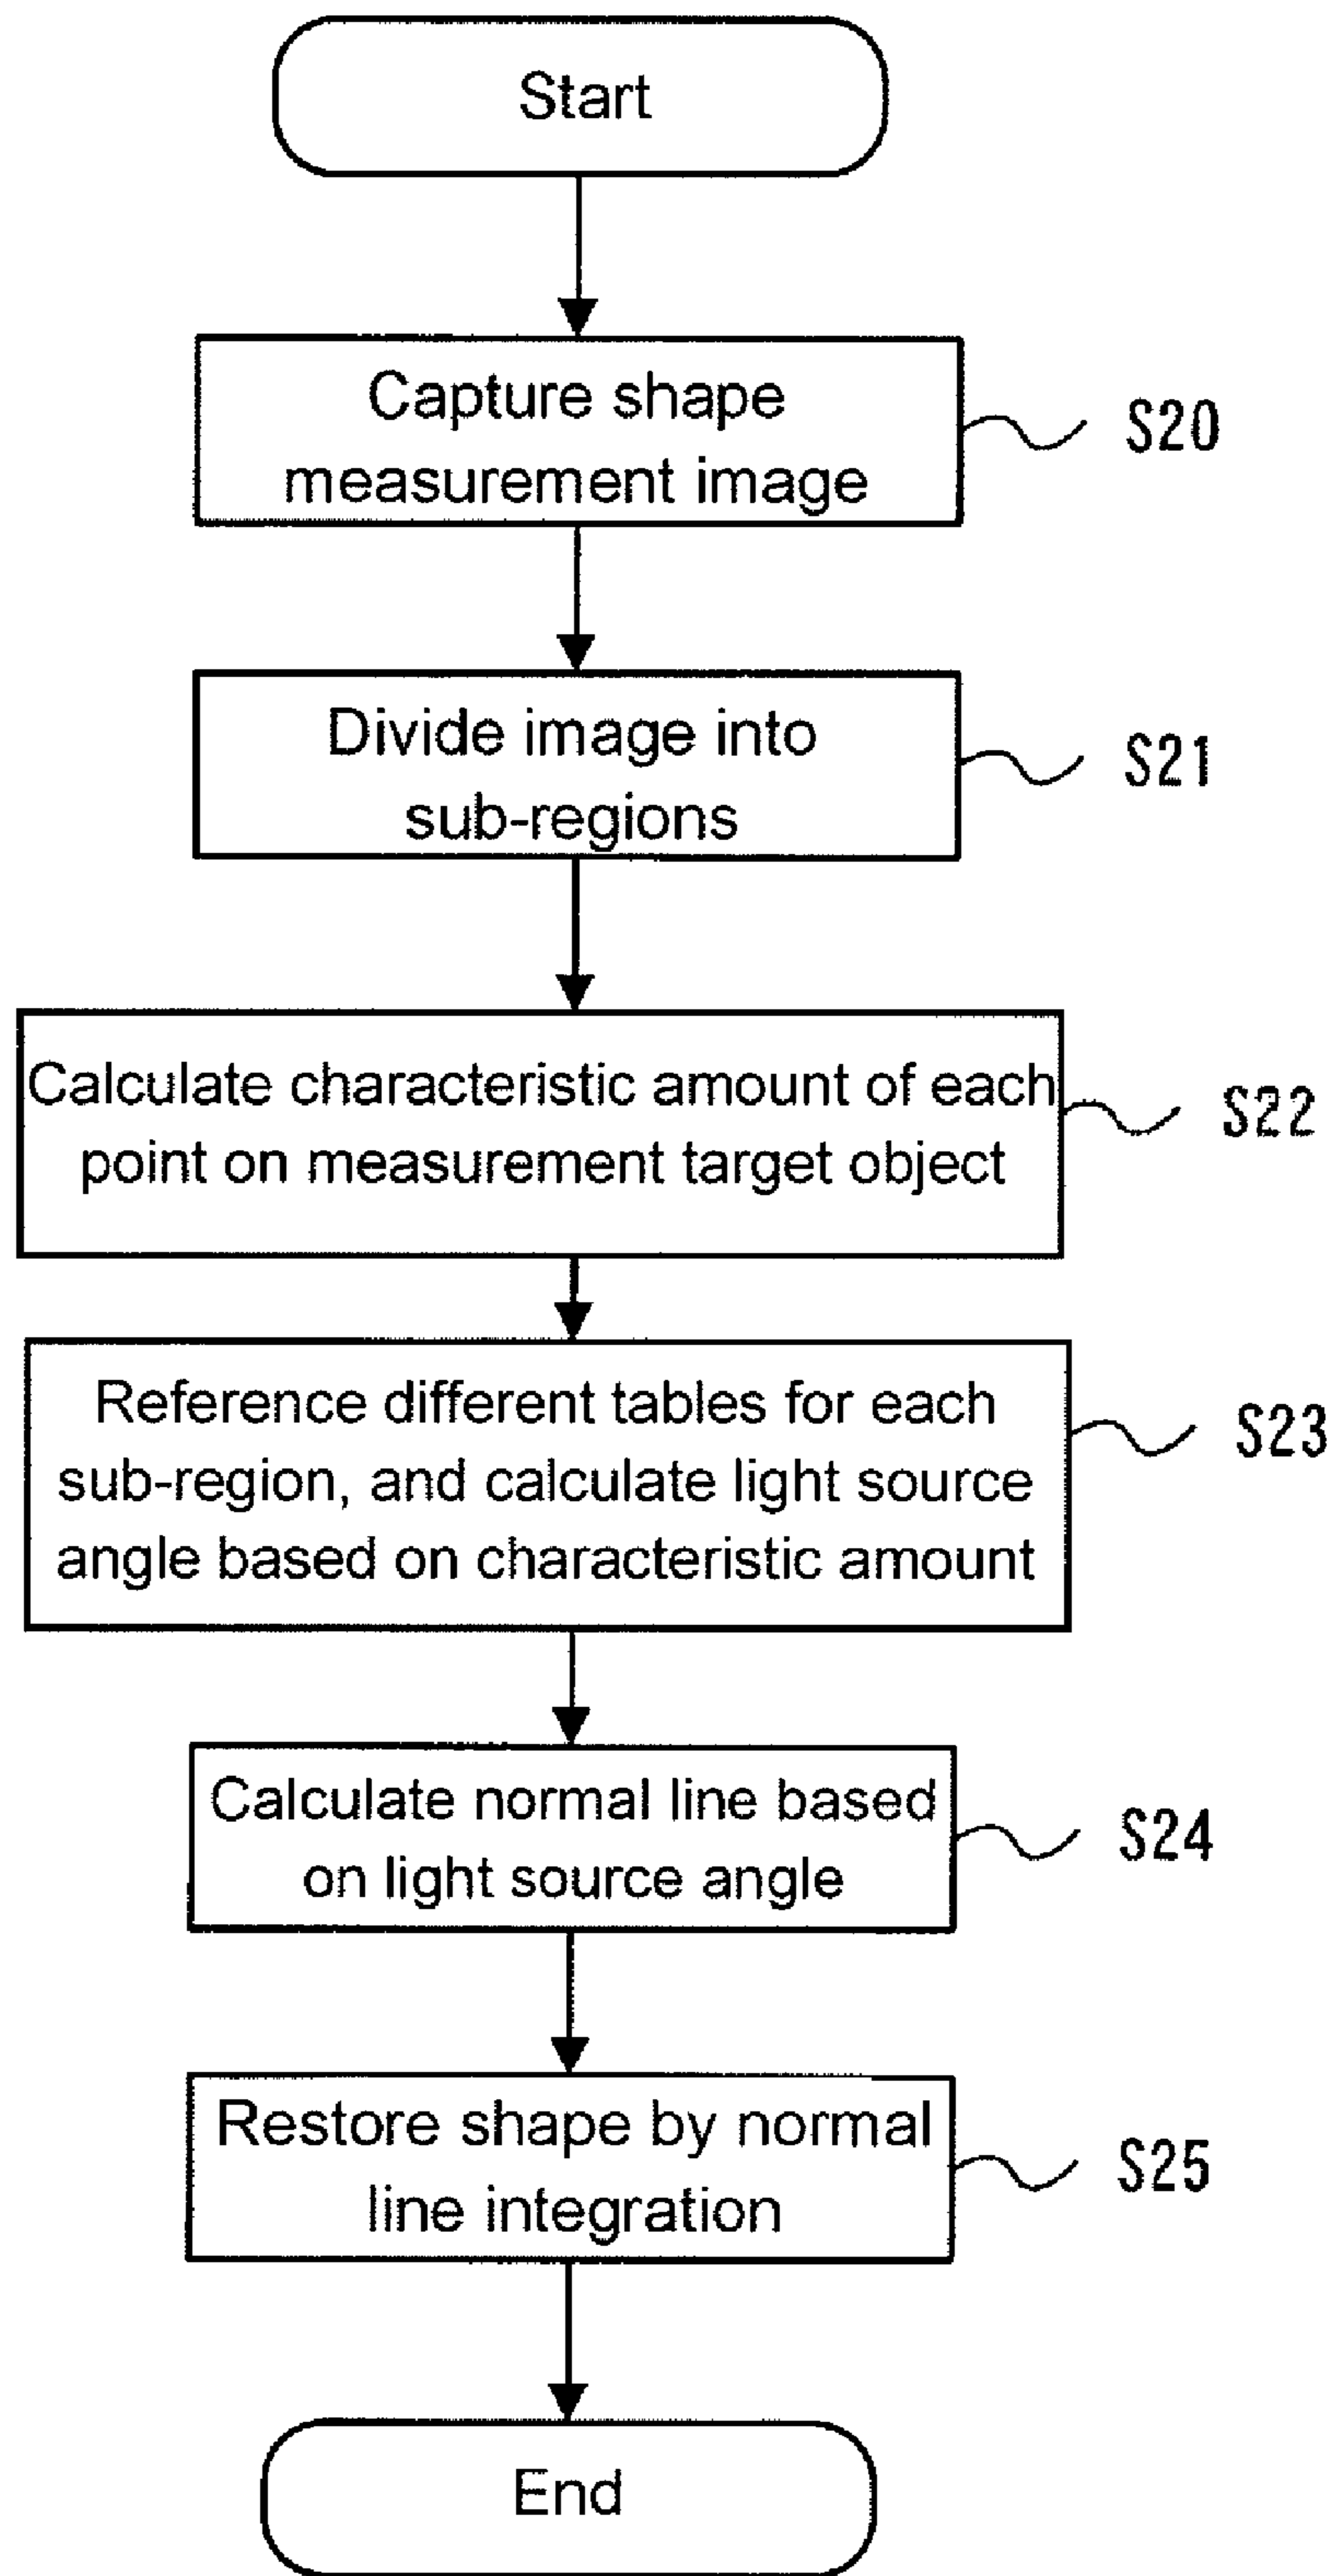 Start
Capture shape
measurement image
S20
Divide image into
sub-regions
S21
Calculate characteristic amount of each
point on measurement target object
S22
Reference different tables for each
sub-region, and calculate light source
angle based on characteristic amount
S23
Calculate normal line based
on light source angle
S24
Restore shape by normal
line integration
S25
End